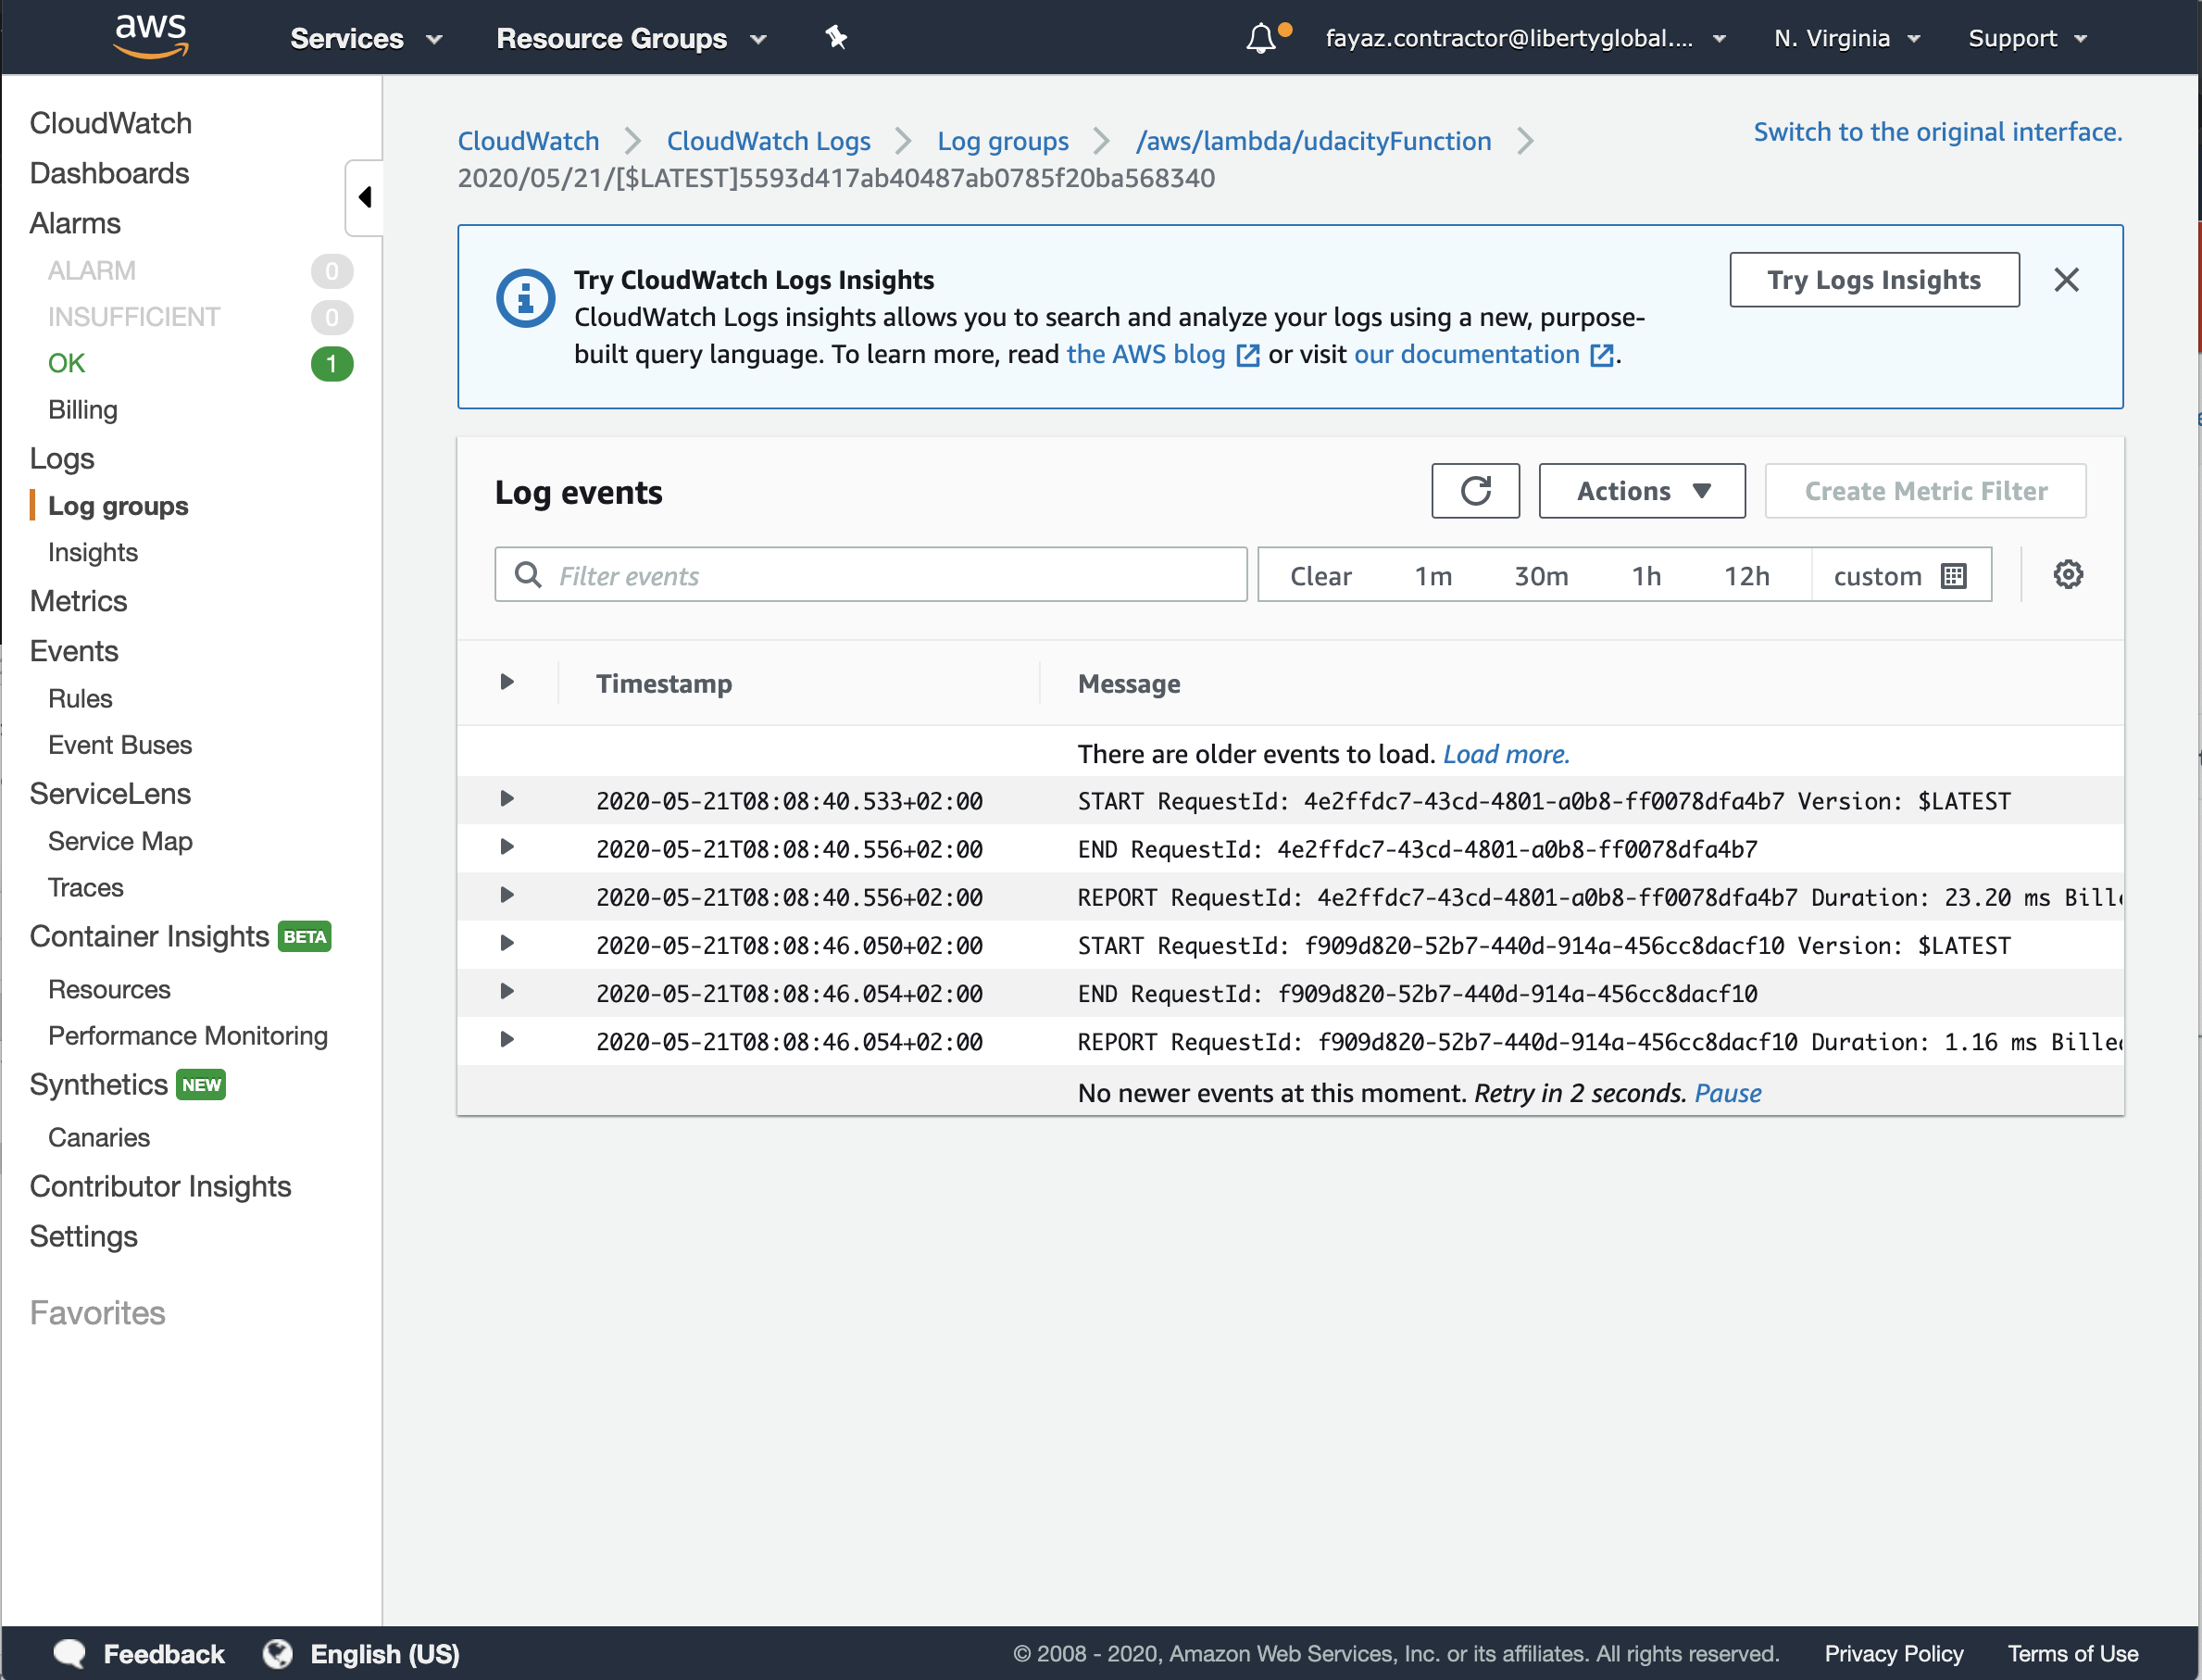 aws
Services
Resource Groups
fayaz.contractor@libertyglobal....
N. Virginia
Support
CloudWatch
Dashboards
Alarms
ALARM 0
INSUFFICIENT 0
OK 1
Billing
Logs
Log groups
Insights
Metrics
Events
Rules
Event Buses
ServiceLens
Service Map
Traces
Container Insights BETA
Resources
Performance Monitoring
Synthetics NEW
Canaries
Contributor Insights
Settings
Favorites
CloudWatch CloudWatch Logs Log groups /aws/lambda/udacityFunction
2020/05/21/[$LATEST]5593d417ab40487ab0785f20ba568340
Switch to the original interface.
Try CloudWatch Logs Insights
CloudWatch Logs insights allows you to search and analyze your logs using a new, purpose-
built query language. To learn more, read the AWS blog or visit our documentation .
Try Logs Insights
Log events
Actions
Create Metric Filter
Filter events
Clear 1m 30m 1h 12h custom
Timestamp Message
There are older events to load. Load more.
2020-05-21T08:08:40.533+02:00 START RequestId: 4e2ffdc7-43cd-4801-a0b8-ff0078dfa4b7 Version: $LATEST
2020-05-21T08:08:40.556+02:00 END RequestId: 4e2ffdc7-43cd-4801-a0b8-ff0078dfa4b7
2020-05-21T08:08:40.556+02:00 REPORT RequestId: 4e2ffdc7-43cd-4801-a0b8-ff0078dfa4b7 Duration: 23.20 ms
2020-05-21T08:08:46.050+02:00 START RequestId: f909d820-52b7-440d-914a-456cc8dacf10 Version: $LATEST
2020-05-21T08:08:46.054+02:00 END RequestId: f909d820-52b7-440d-914a-456cc8dacf10
2020-05-21T08:08:46.054+02:00 REPORT RequestId: f909d820-52b7-440d-914a-456cc8dacf10 Duration: 1.16 ms
No newer events at this moment. Retry in 2 seconds. Pause
Feedback
English (US)
© 2008 - 2020, Amazon Web Services, Inc. or its affiliates. All rights reserved.
Privacy Policy
Terms of Use